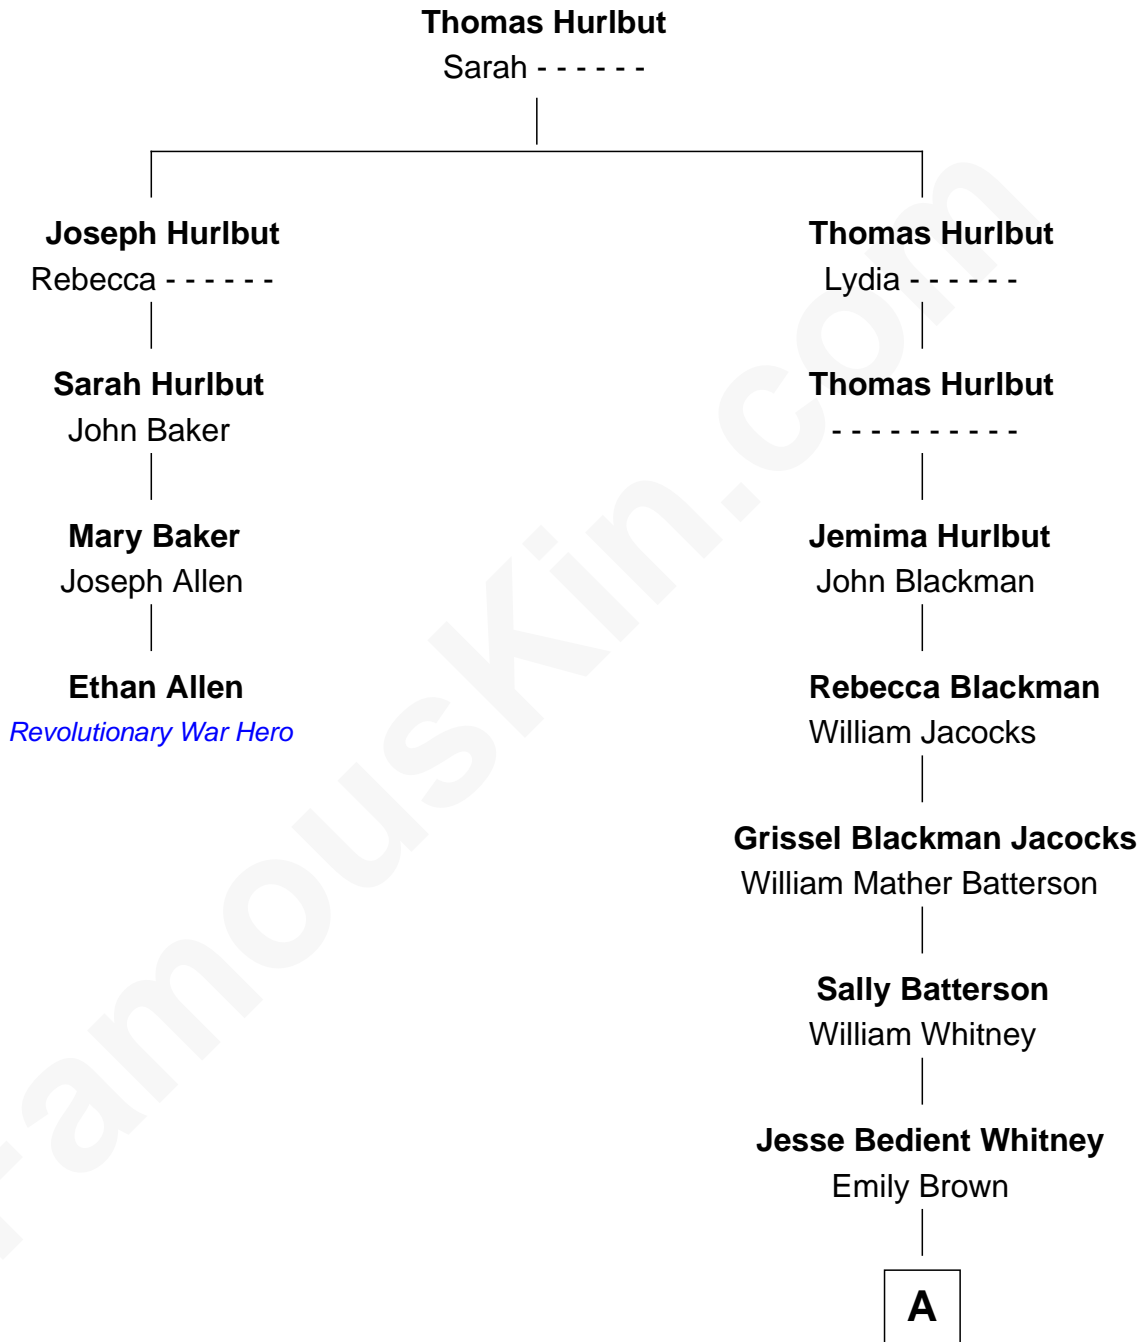 Thomas Hurlbut
Sarah - - - - - -
Joseph Hurlbut
Rebecca - - - - - -
Sarah Hurlbut
John Baker
Mary Baker
Joseph Allen
Ethan Allen
Revolutionary War Hero
Thomas Hurlbut
Lydia - - - - - -
Thomas Hurlbut
- - - - - - - - - -
Jemima Hurlbut
John Blackman
Rebecca Blackman
William Jacocks
Grissel Blackman Jacocks
William Mather Batterson
Sally Batterson
William Whitney
Jesse Bedient Whitney
Emily Brown
A
FamousKin.com